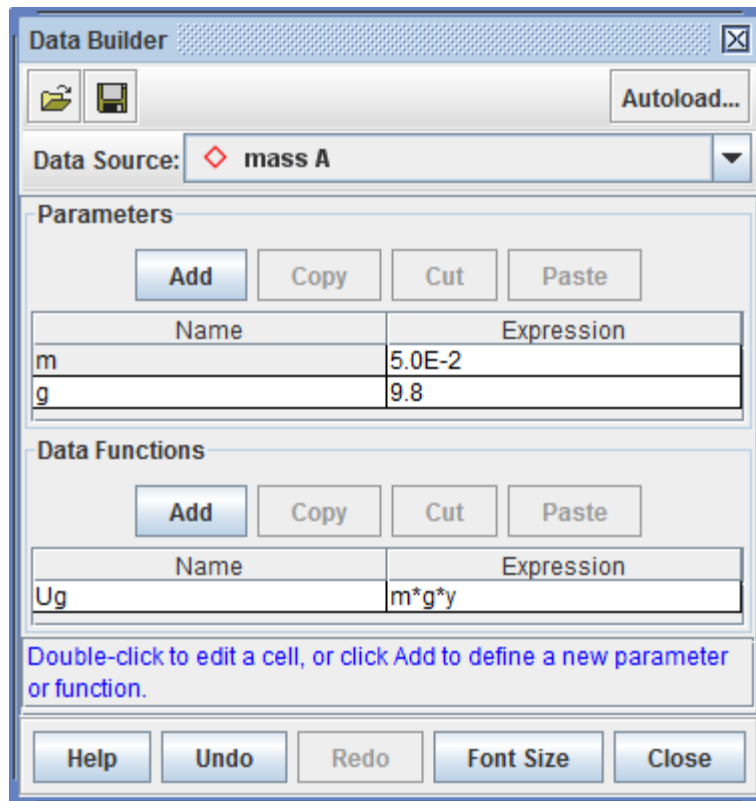 Data Builder
Autoload...
Data Source: mass A
Parameters
Add Copy Cut Paste
Name Expression
m 5.0E-2
g 9.8
Data Functions
Add Copy Cut Paste
Name Expression
Ug m*g*y
Double-click to edit a cell, or click Add to define a new parameter
or function.
Help Undo Redo Font Size Close